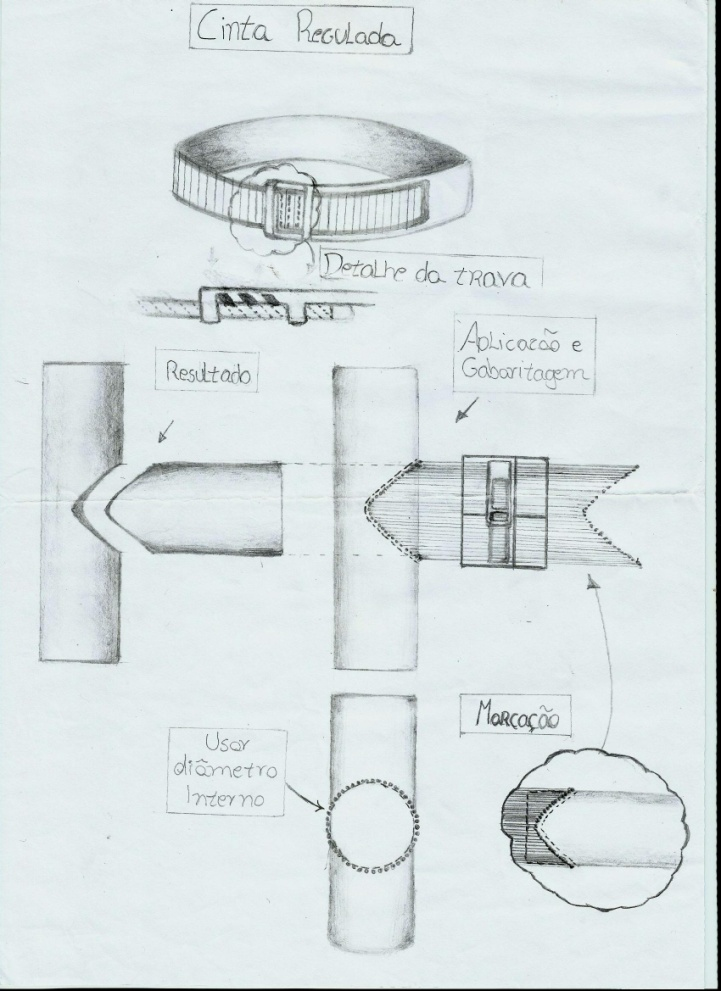 Cinta Regulada
Detalhe da trava
Aplicação e
Gabaritagem
Resultado
Marcação
Usar
diâmetro
Interno